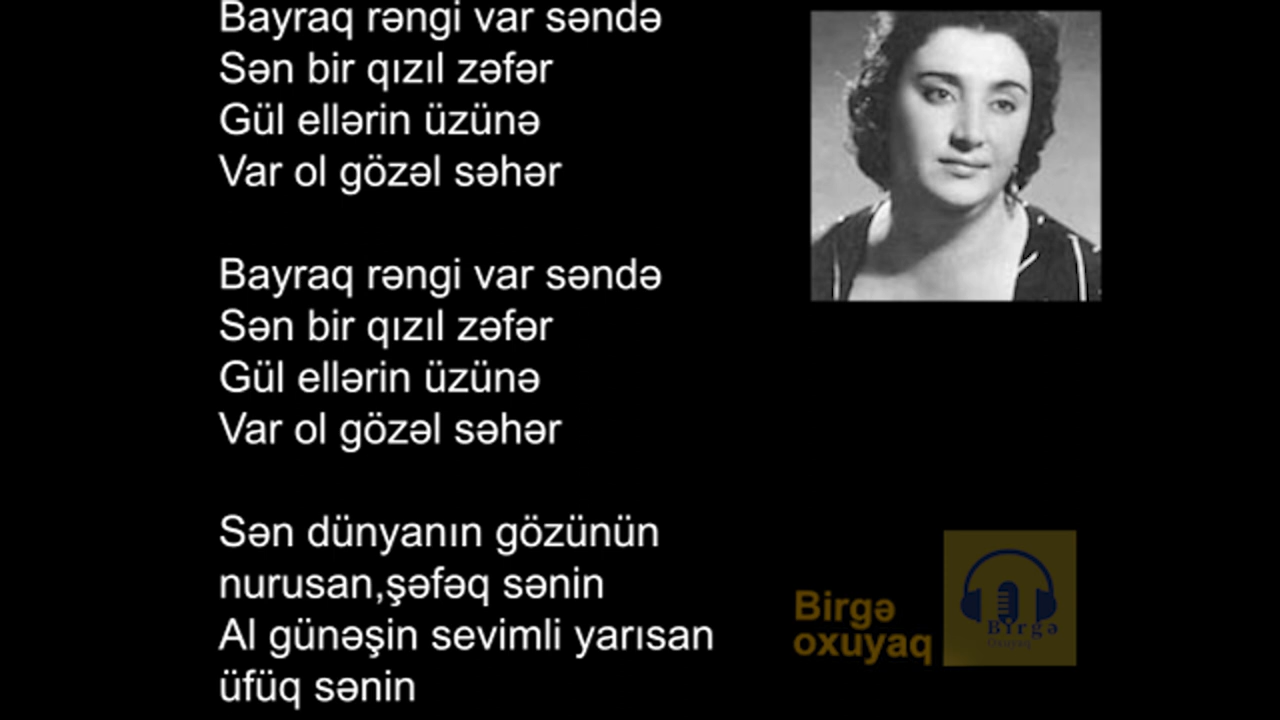 Bayraq rəngi var səndə
Sən bir qızıl zəfər
Gül ellərin üzünə
Var ol gözəl səhər
Bayraq rəngi var səndə
Sən bir qızıl zəfər
Gül ellərin üzünə
Var ol gözəl səhər
Sən dünyanın gözünün
nurusan,şəfəq sənin
Al günəşin sevimli yarısan
üfüq sənin
Birgə
oxuyaq
Birgə
Oxuyaq